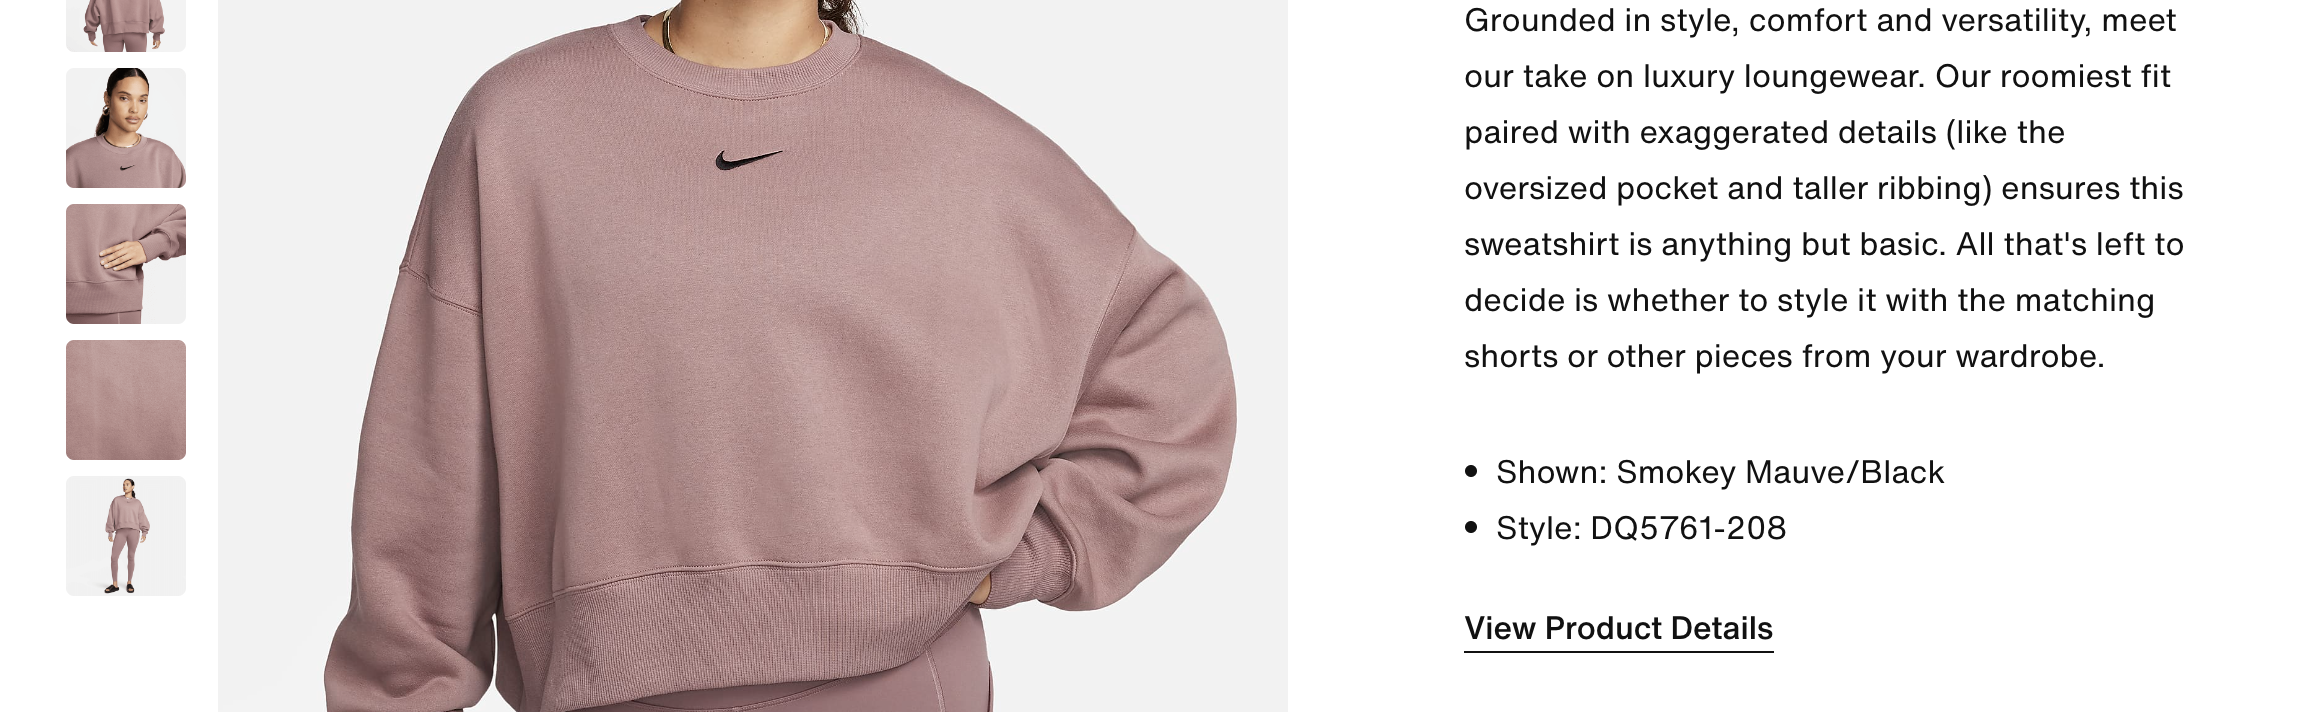 Grounded in style, comfort and versatility, meet
our take on luxury loungewear. Our roomiest fit
paired with exaggerated details (like the
oversized pocket and taller ribbing) ensures this
sweatshirt is anything but basic. All that's left to
decide is whether to style it with the matching
shorts or other pieces from your wardrobe.
Shown: Smokey Mauve/Black
Style: DQ5761-208
View Product Details